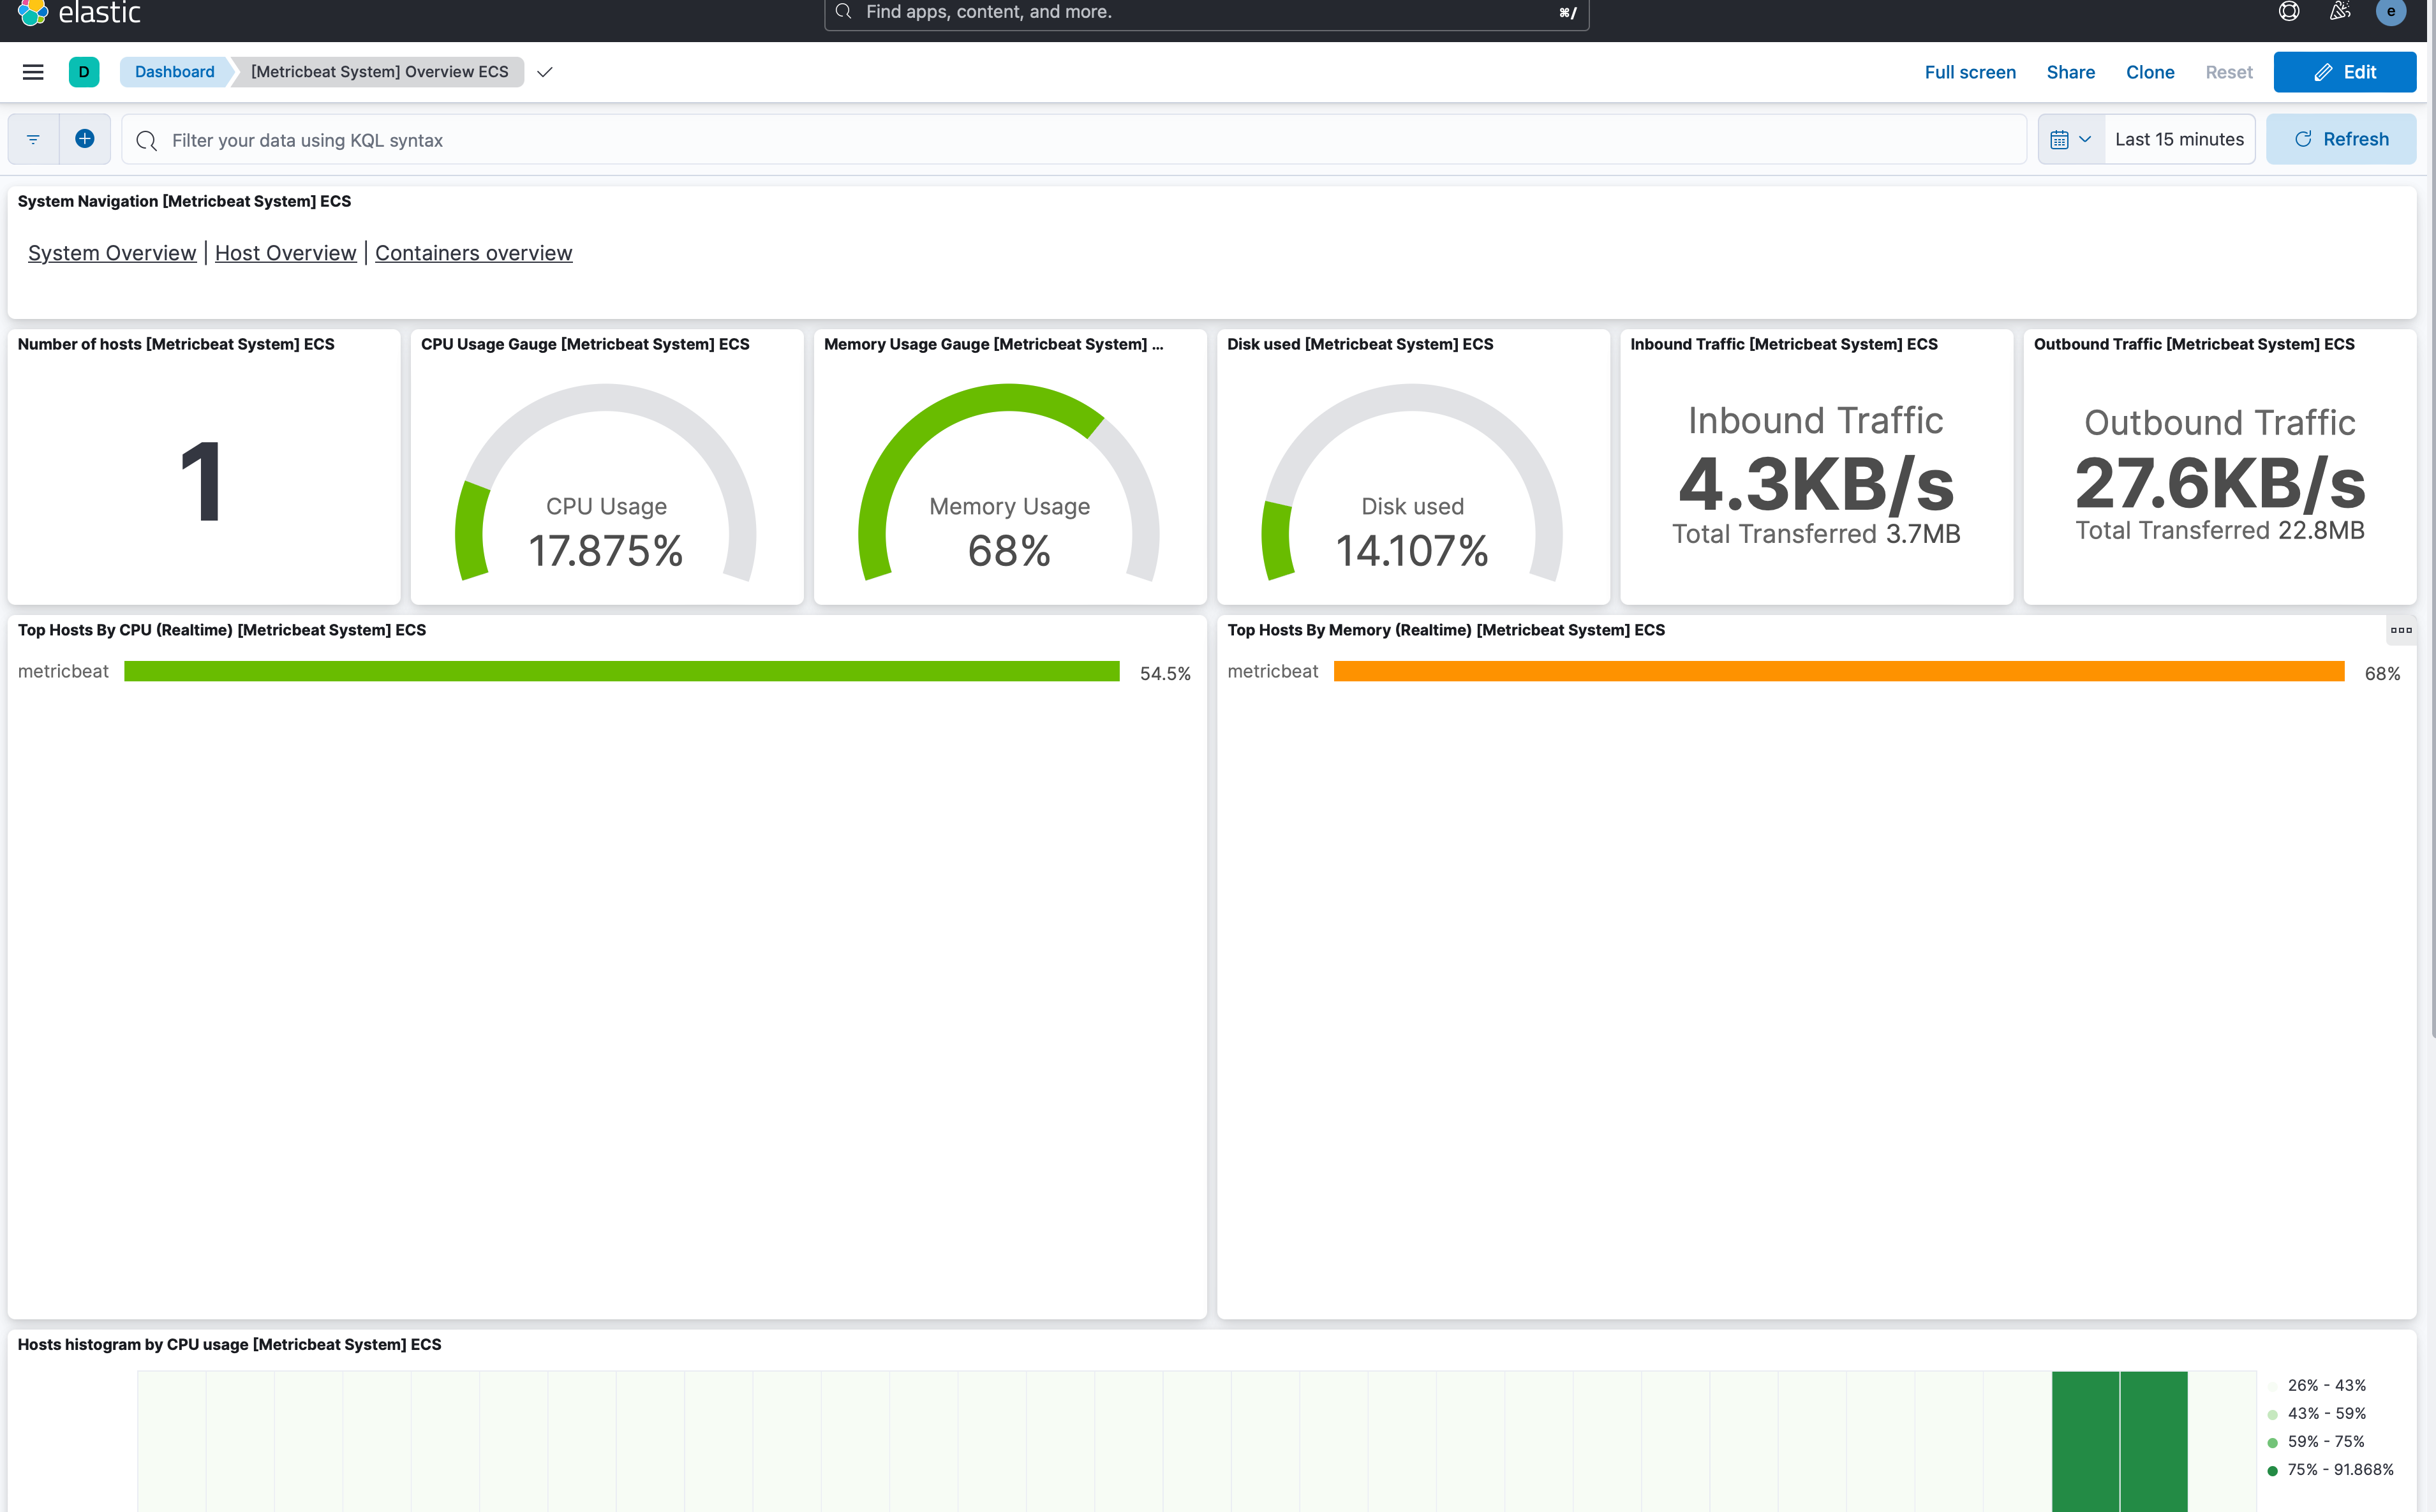 elastic
Find apps, content, and more.
⌘/
e
D
Dashboard
[Metricbeat System] Overview ECS
Full screen
Share
Clone
Reset
Edit
Filter your data using KQL syntax
Last 15 minutes
Refresh
System Navigation [Metricbeat System] ECS
System Overview | Host Overview | Containers overview
Number of hosts [Metricbeat System] ECS
1
CPU Usage Gauge [Metricbeat System] ECS
CPU Usage
17.875%
Memory Usage Gauge [Metricbeat System] ...
Memory Usage
68%
Disk used [Metricbeat System] ECS
Disk used
14.107%
Inbound Traffic [Metricbeat System] ECS
Inbound Traffic
4.3KB/s
Total Transferred 3.7MB
Outbound Traffic [Metricbeat System] ECS
Outbound Traffic
27.6KB/s
Total Transferred 22.8MB
Top Hosts By CPU (Realtime) [Metricbeat System] ECS
metricbeat
54.5%
Top Hosts By Memory (Realtime) [Metricbeat System] ECS
metricbeat
68%
Hosts histogram by CPU usage [Metricbeat System] ECS
26% - 43%
43% - 59%
59% - 75%
75% - 91.868%